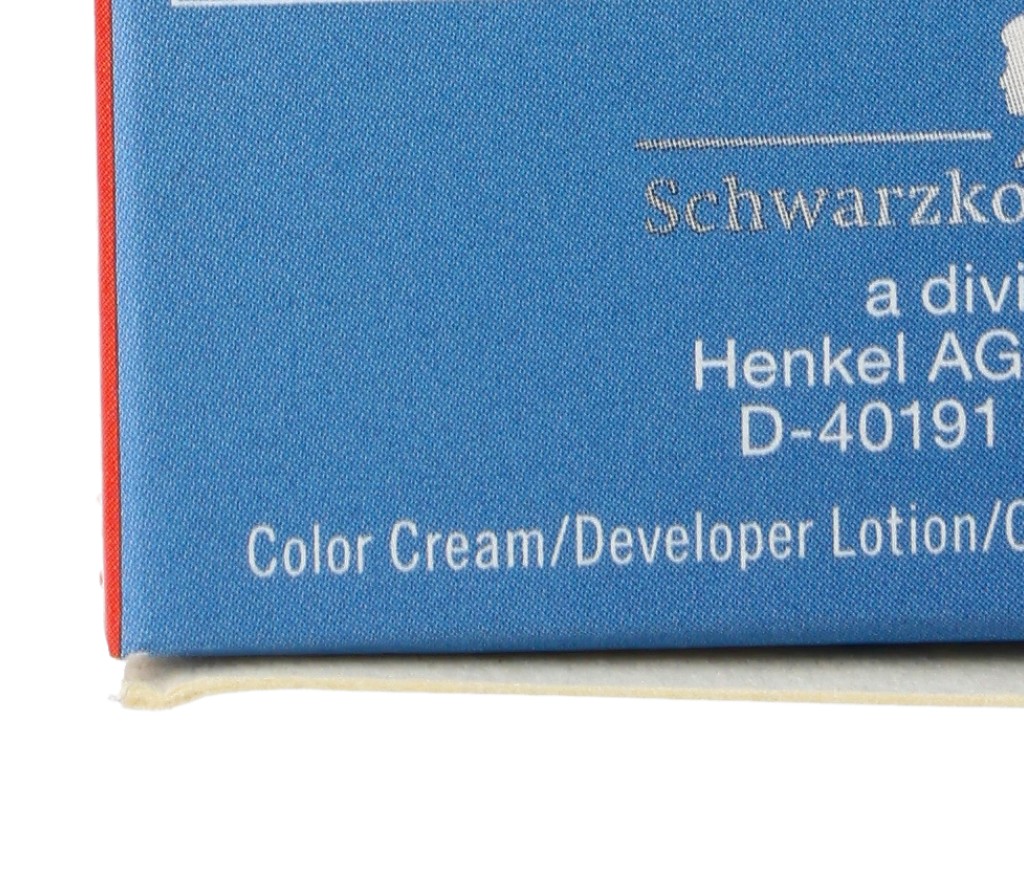 Schwarzko
a divi
Henkel AG
D-40191
Color Cream/Developer Lotion/C